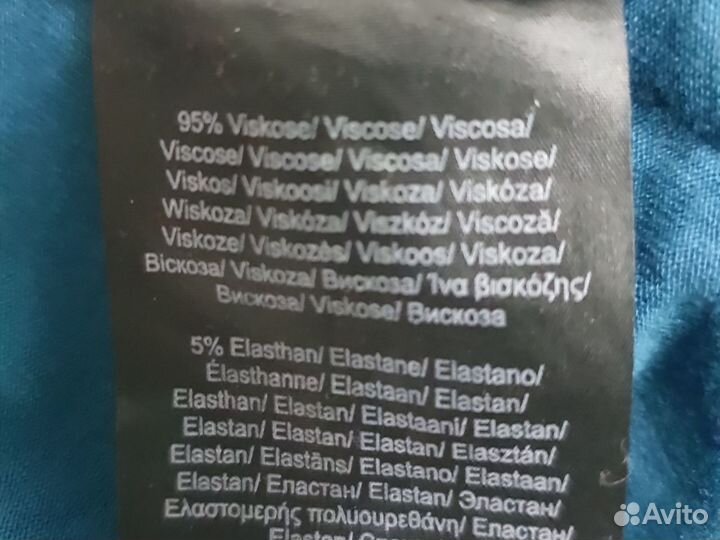 95% Viskose/ Viscose/ Viscosa/
Viscose/ Viscose/ Viscosa/ Viskose/
Viskos/ Viskoosi/ Viskoza/ Viskóza/
Wiskoza/ Viskóza/ Viszkóz/ Viscoză/
Viskoze/ Viskozės/ Viskoos/ Viskoza/
Віскоза/ Viskoza/ Вискоза/ Ίνα βισκόζης/
Вискоза/ Viskose/ Вискоза
5% Elasthan/ Elastane/ Elastano/
Élasthanne/ Elastaan/ Elastan/
Elasthan/ Elastan/ Elastaani/ Elastan/
Elastan/ Elastan/ Elastan/ Elasztán/
Elastan/ Elastāns/ Elastano/ Elastaan/
Elastan/ Еластан/ Elastan/ Эластан/
Ελαστομερής πολυουρεθάνη/ Еластан/
Elastan/
Avito